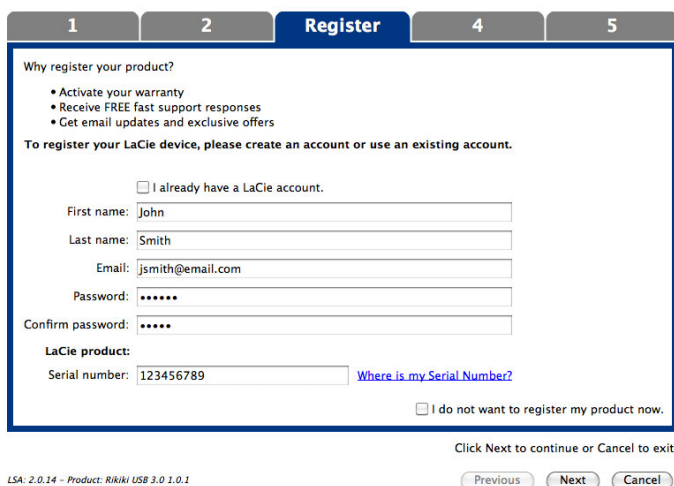 1 2 Register 4 5
Why register your product?
• Activate your warranty
• Receive FREE fast support responses
• Get email updates and exclusive offers
To register your LaCie device, please create an account or use an existing account.
I already have a LaCie account.
First name: John
Last name: Smith
Email: jsmith@email.com
Password: ••••••
Confirm password: •••••
LaCie product:
Serial number: 123456789 Where is my Serial Number?
I do not want to register my product now.
Click Next to continue or Cancel to exit
LSA: 2.0.14 – Product: Rikiki USB 3.0 1.0.1 Previous Next Cancel